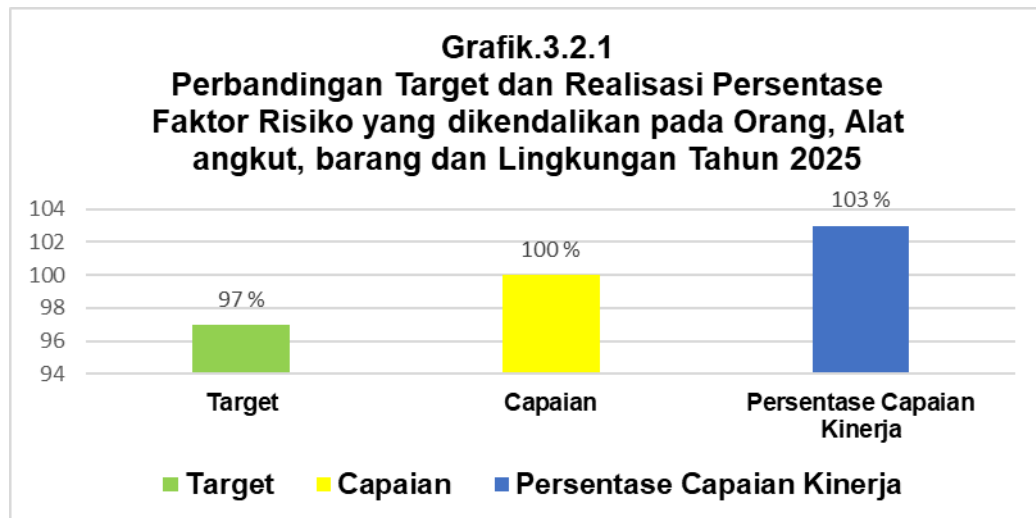 Grafik.3.2.1
Perbandingan Target dan Realisasi Persentase
Faktor Risiko yang dikendalikan pada Orang, Alat
angkut, barang dan Lingkungan Tahun 2025
104
102
100
98
96
94
97 %
100 %
103 %
Target
Capaian
Persentase Capaian
Kinerja
Target
Capaian
Persentase Capaian Kinerja